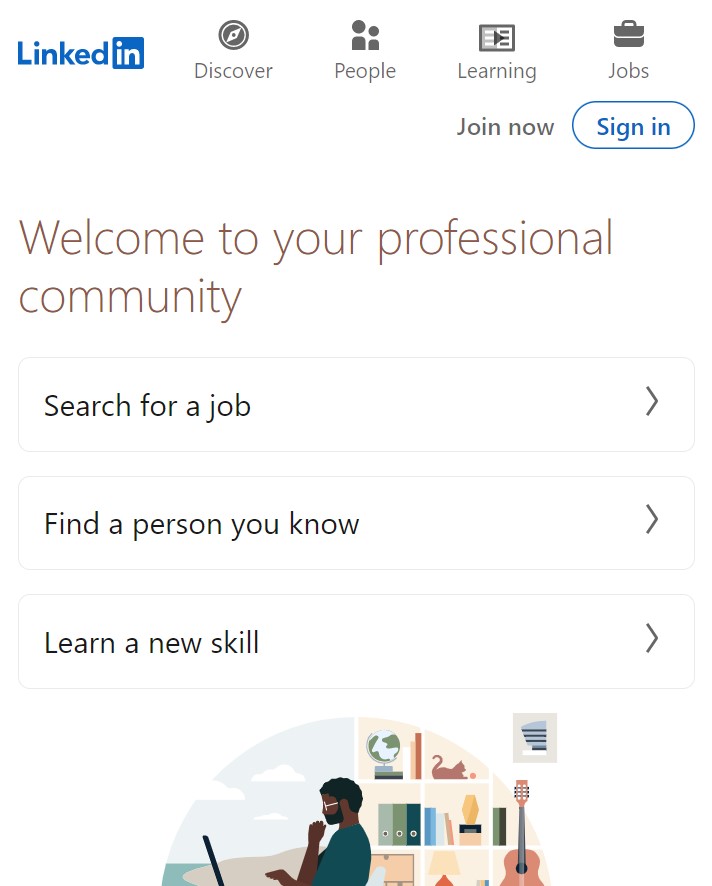 LinkedIn
Discover
People
Learning
Jobs
Join now
Sign in
Welcome to your professional
community
Search for a job
Find a person you know
Learn a new skill